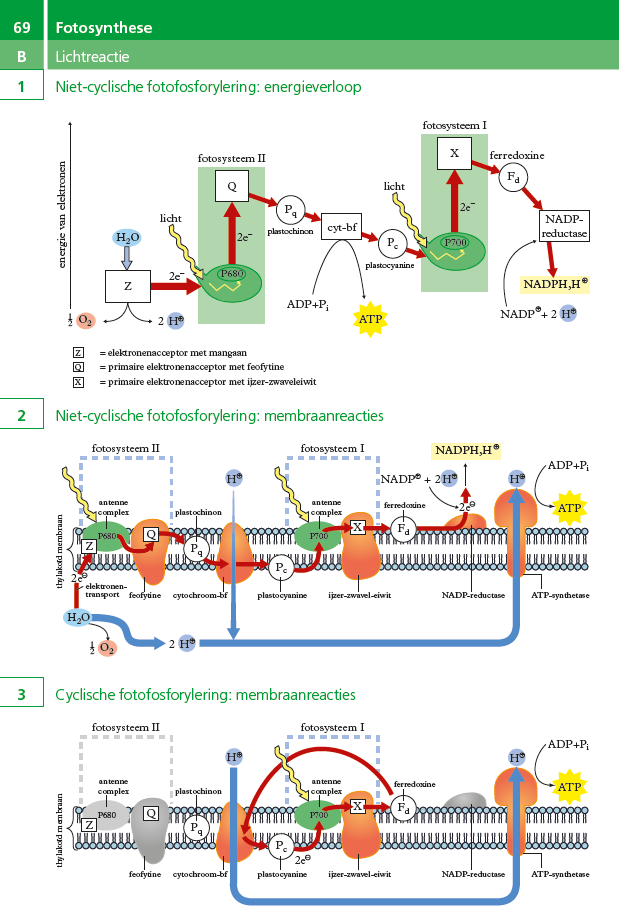 69 Fotosynthese
B Lichtreactie
1 Niet-cyclische fotofosforylering: energieverloop
energie van elektronen
fotosysteem I
fotosysteem II
X
ferredoxine
Fd
Q
licht
2e⁻
Pq
plastochinon
licht
2e⁻
cyt-bf
Pc
plastocyanine
P700
NADP-
reductase
H₂O
Z
2e⁻
P680
NADPH,H⊕
ADP+Pi
ATP
NADP⊕ + 2 H⊕
½ O₂
2 H⊕
Z = elektronenacceptor met mangaan
Q = primaire elektronenacceptor met feofytine
X = primaire elektronenacceptor met ijzer-zwaveleiwit
2 Niet-cyclische fotofosforylering: membraanreacties
fotosysteem II
fotosysteem I
NADPH,H⊕
ADP+Pi
H⊕
NADP⊕ + 2 H⊕
H⊕
antenne
complex
plastochinon
antenne
complex
ferredoxine
2e⊖
ATP
P680
Z
Q
Pq
P700
X
Fd
Pc
thylakoïd membraan
2e⊖
elektronen-
transport
feofytine
cytochroom-bf
plastocyanine
ijzer-zwavel-eiwit
NADP-reductase
ATP-synthetase
H₂O
½ O₂
2 H⊕
3 Cyclische fotofosforylering: membraanreacties
fotosysteem II
fotosysteem I
ADP+Pi
H⊕
H⊕
antenne
complex
plastochinon
antenne
complex
ferredoxine
ATP
P680
Z
Q
Pq
P700
X
Fd
Pc
2e⊖
thylakoïd membraan
feofytine
cytochroom-bf
plastocyanine
ijzer-zwavel-eiwit
NADP-reductase
ATP-synthetase